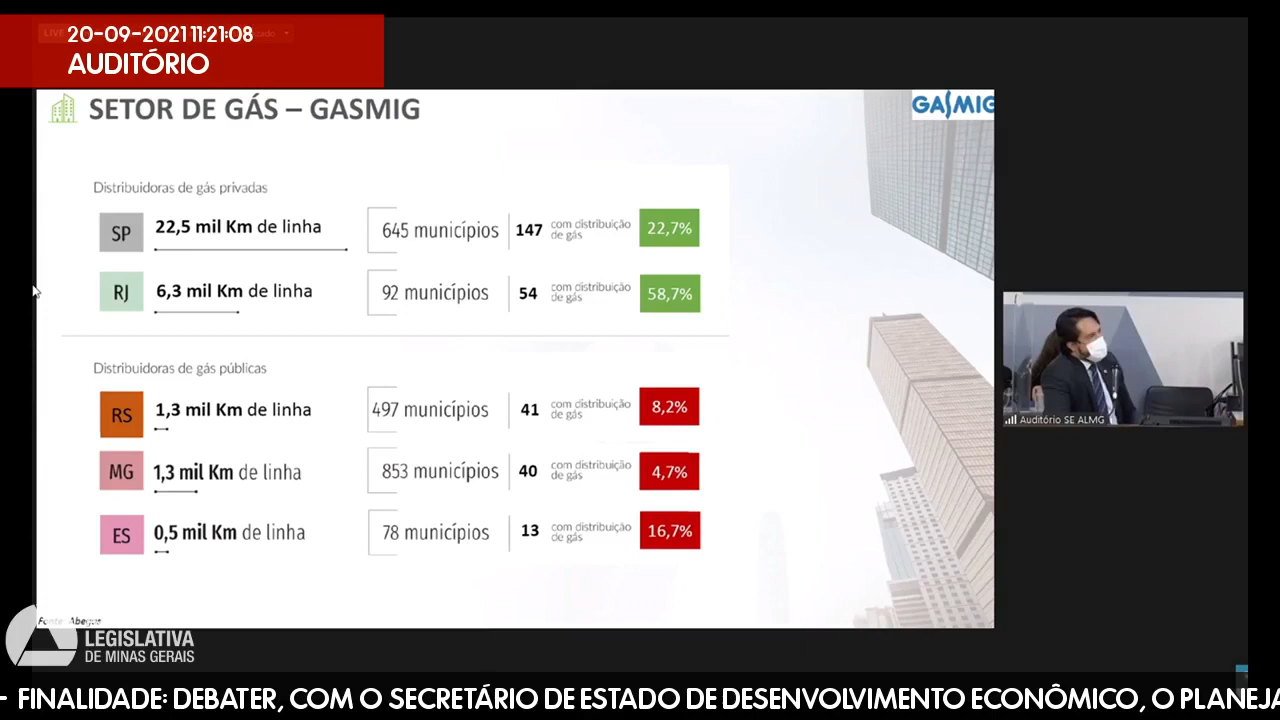 LIVE
20-09-2021 11:21:08
AUDITÓRIO
SETOR DE GÁS – GASMIG
GASMIG
Distribuidoras de gás privadas
SP
22,5 mil Km de linha
645 municípios
147
com distribuição
de gás
22,7%
RJ
6,3 mil Km de linha
92 municípios
54
com distribuição
de gás
58,7%
Distribuidoras de gás públicas
RS
1,3 mil Km de linha
497 municípios
41
com distribuição
de gás
8,2%
MG
1,3 mil Km de linha
853 municípios
40
com distribuição
de gás
4,7%
ES
0,5 mil Km de linha
78 municípios
13
com distribuição
de gás
16,7%
Auditório SE ALMG
Fonte: Abegas
LEGISLATIVA
DE MINAS GERAIS
- FINALIDADE: DEBATER, COM O SECRETÁRIO DE ESTADO DE DESENVOLVIMENTO ECONÔMICO, O PLANEJA